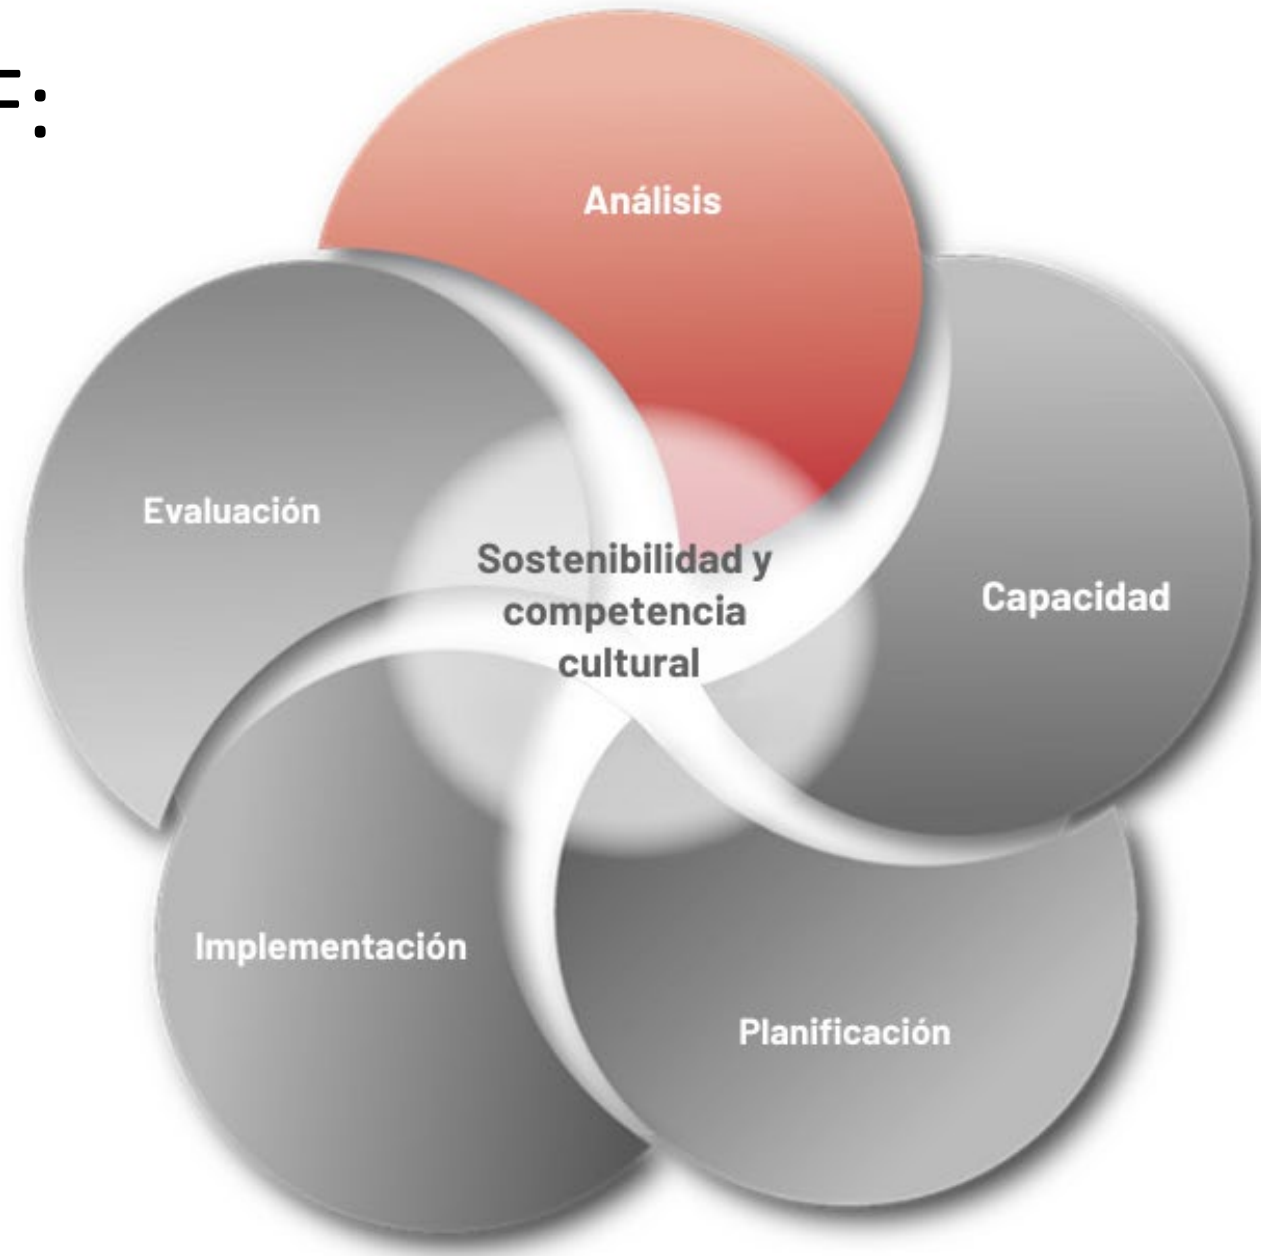 Análisis
Capacidad
Evaluación
Sostenibilidad y
competencia
cultural
Implementación
Planificación